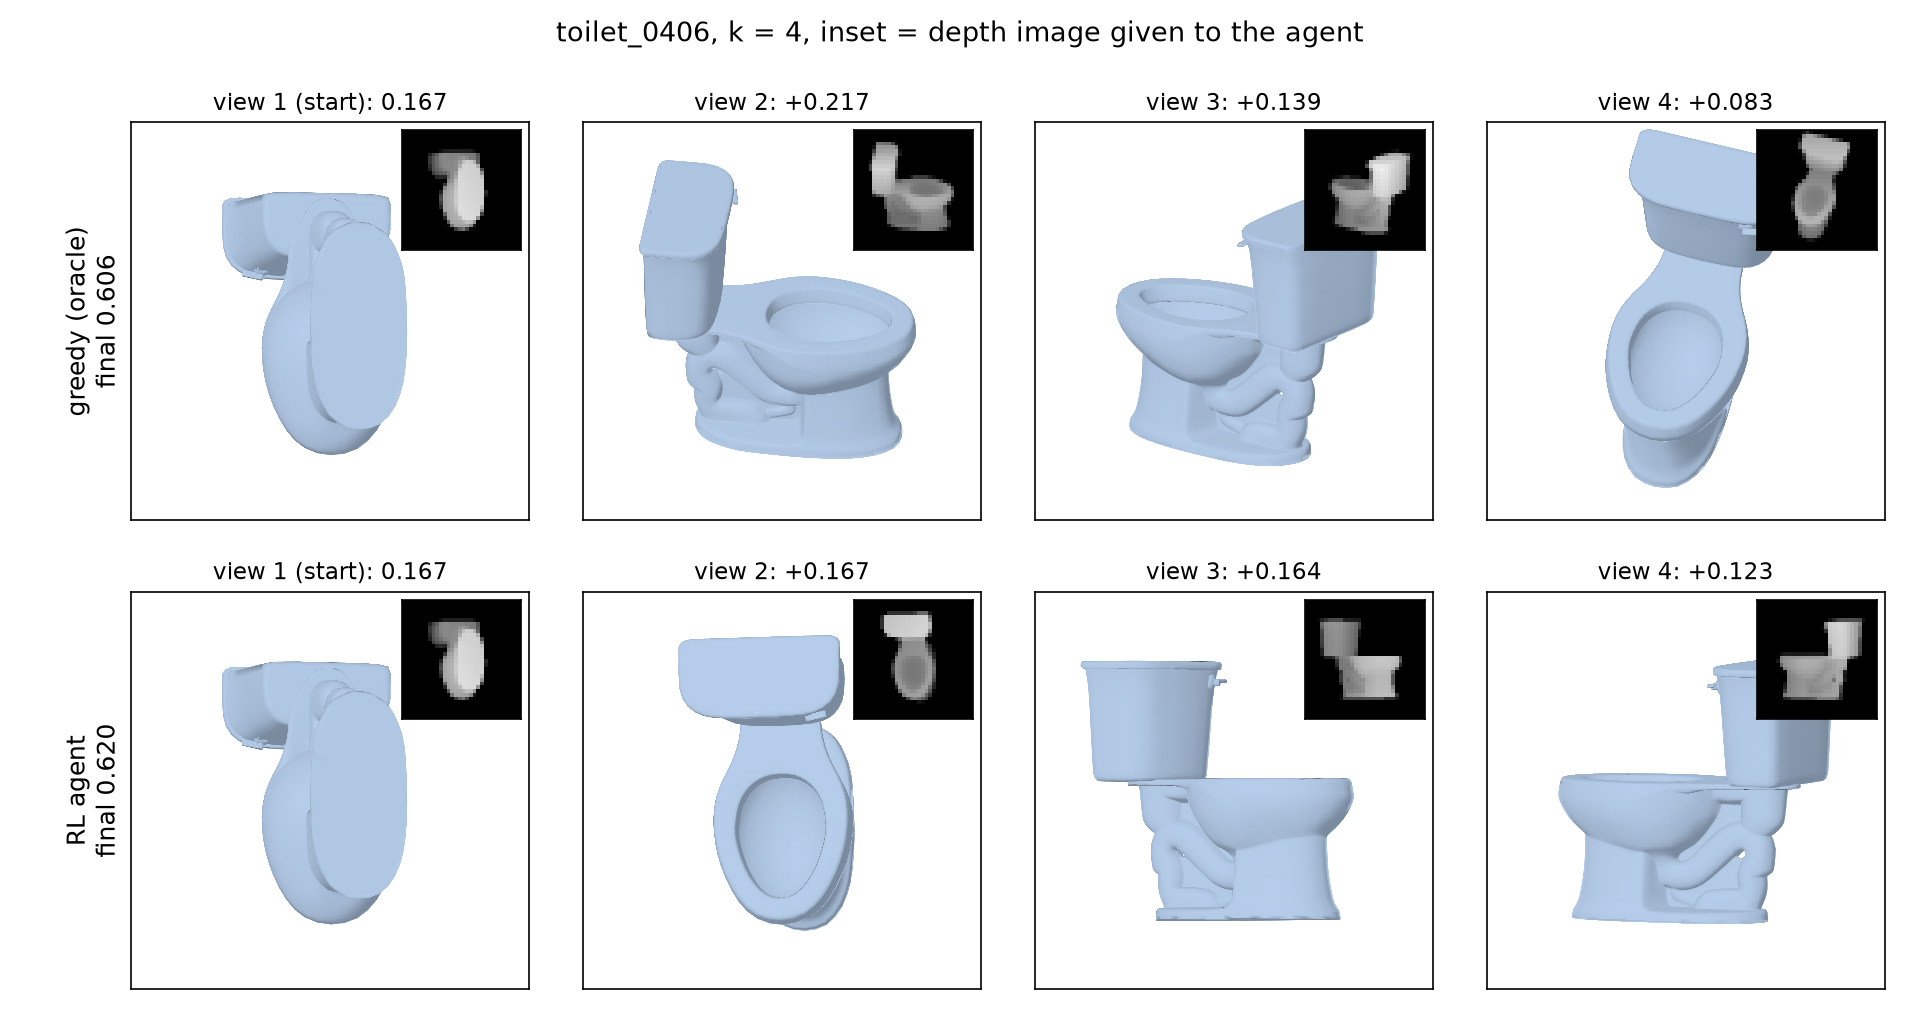 toilet_0406, k = 4, inset = depth image given to the agent
greedy (oracle)
final 0.606
view 1 (start): 0.167
view 2: +0.217
view 3: +0.139
view 4: +0.083
RL agent
final 0.620
view 1 (start): 0.167
view 2: +0.167
view 3: +0.164
view 4: +0.123